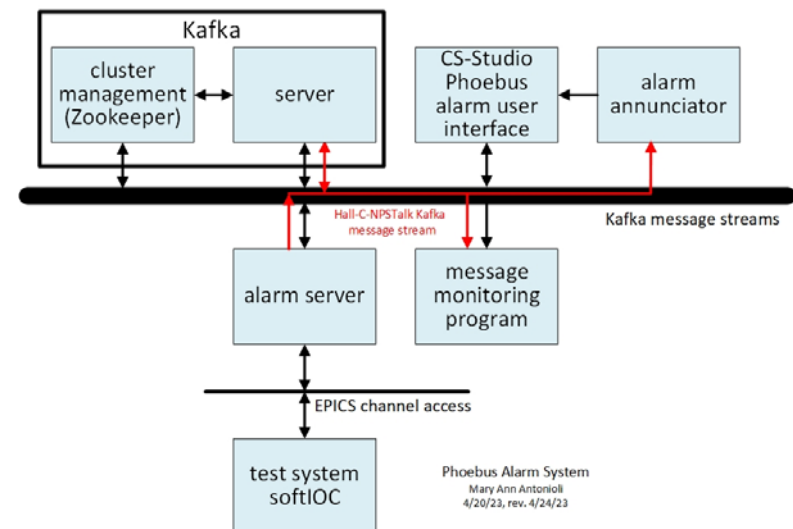 Kafka
cluster
management
(Zookeeper)
server
CS-Studio
Phoebus
alarm user
interface
alarm
annunciator
Hall-C-NPSTalk Kafka
message stream
Kafka message streams
alarm server
message
monitoring
program
EPICS channel access
test system
softIOC
Phoebus Alarm System
Mary Ann Antonioli
4/20/23, rev. 4/24/23